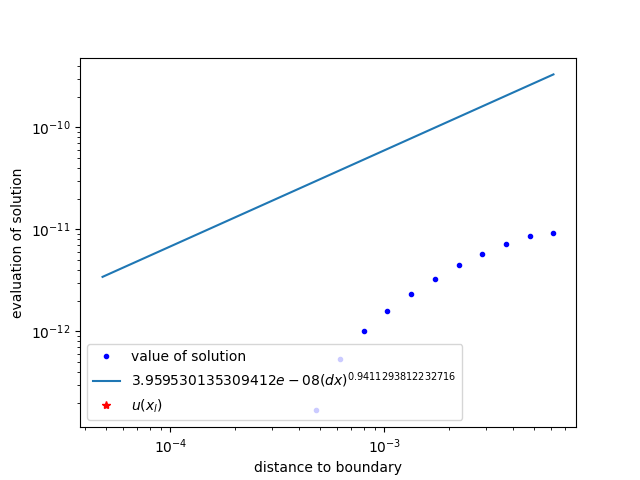 10⁻¹⁰
10⁻¹¹
10⁻¹²
evaluation of solution
value of solution
3.959530135309412e − 08(dx)^0.9411293812232716
u(x_l)
10⁻⁴
10⁻³
distance to boundary